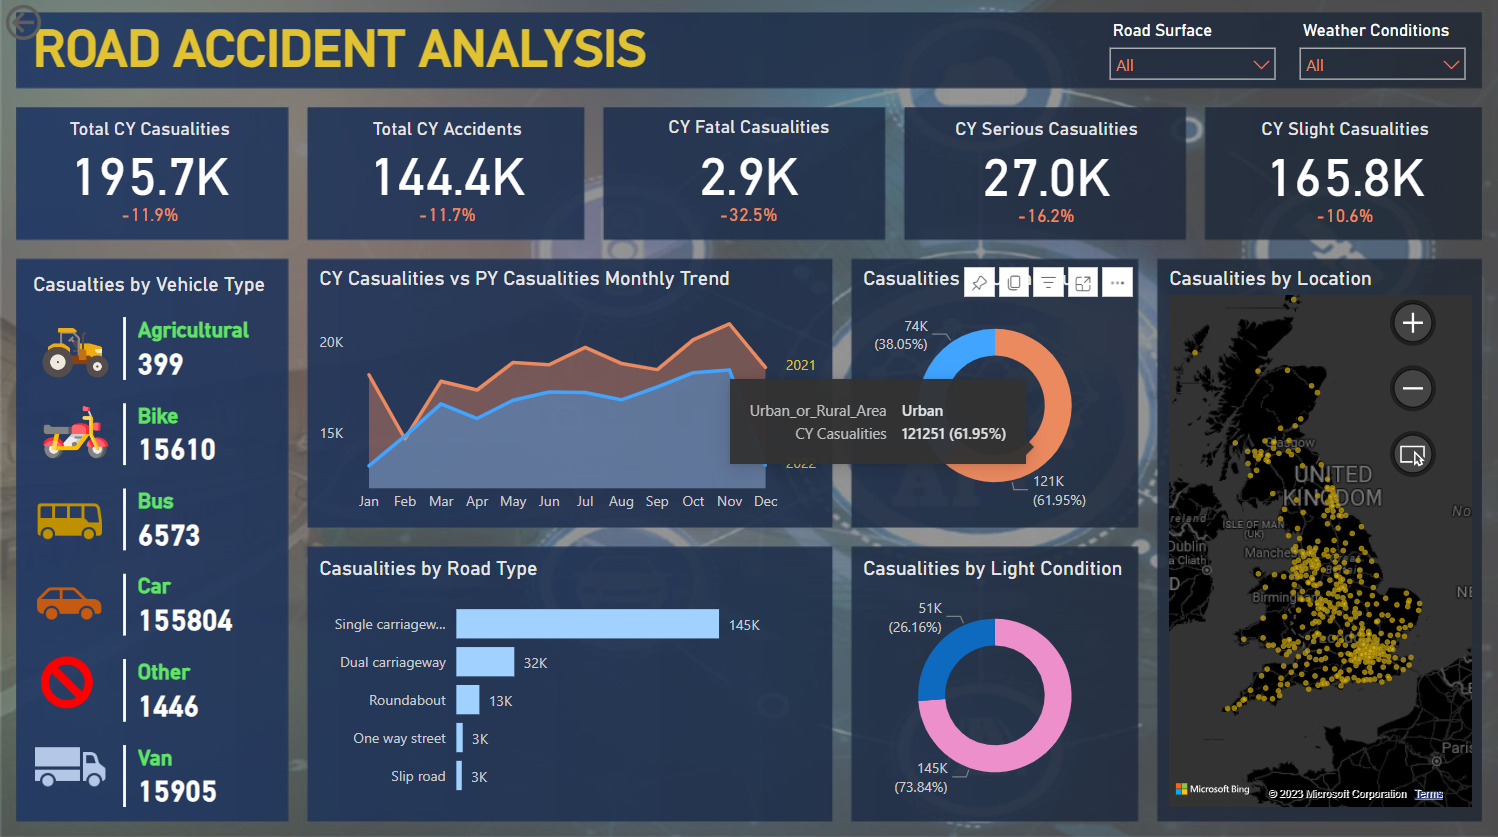 ROAD ACCIDENT ANALYSIS
Road Surface
All
Weather Conditions
All
Total CY Casualities
195.7K
-11.9%
Total CY Accidents
144.4K
-11.7%
CY Fatal Casualities
2.9K
-32.5%
CY Serious Casualities
27.0K
-16.2%
CY Slight Casualities
165.8K
-10.6%
Casualties by Vehicle Type
Agricultural
399
Bike
15610
Bus
6573
Car
155804
Other
1446
Van
15905
CY Casualities vs PY Casualities Monthly Trend
20K
15K
2021
2022
Jan Feb Mar Apr May Jun Jul Aug Sep Oct Nov Dec
Casualities
74K
(38.05%)
Urban_or_Rural_Area Urban
CY Casualities 121251 (61.95%)
121K
(61.95%)
Casualities by Road Type
Single carriagew... 145K
Dual carriageway 32K
Roundabout 13K
One way street 3K
Slip road 3K
Casualities by Light Condition
51K
(26.16%)
145K
(73.84%)
Casualities by Location
Glasgow
UNITED
KINGDOM
No
reland
ISLE OF MAN
(UK)
Dublin
a Cliath
Manches
D
Birming
NE
Paris
Microsoft Bing
© 2023 Microsoft Corporation Terms